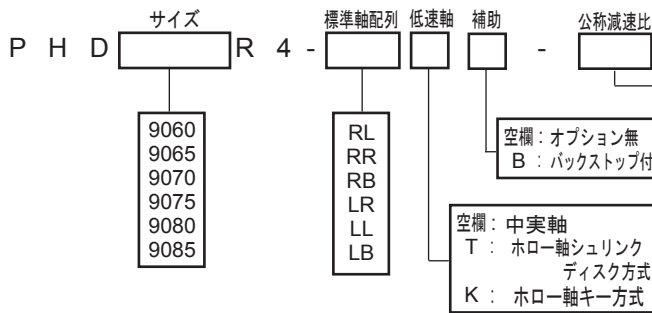 サイズ 標準軸配列 低速軸 補助 公称減速比
P H D R 4 - -
9060
9065
9070
9075
9080
9085
RL
RR
RB
LR
LL
LB
空欄：オプション無
B ：バックストップ付
空欄：中実軸
T ： ホロー軸シュリンク
ディスク方式
K ： ホロー軸キー方式